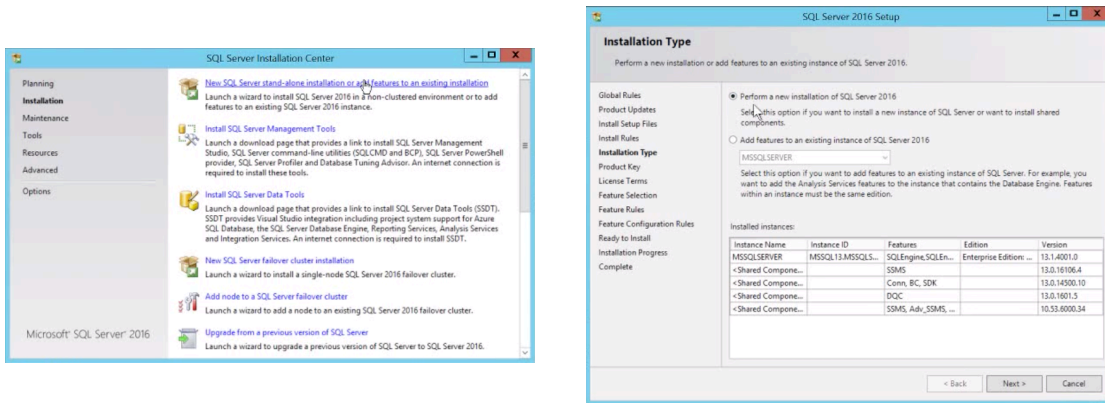 SQL Server Installation Center
Planning
Installation
Maintenance
Tools
Resources
Advanced
Options
Microsoft® SQL Server® 2016
New SQL Server stand-alone installation or add features to an existing installation
Launch a wizard to install SQL Server 2016 in a non-clustered environment or to add
features to an existing SQL Server 2016 instance.
Install SQL Server Management Tools
Launch a download page that provides a link to install SQL Server Management
Studio, SQL Server command-line utilities (SQLCMD and BCP), SQL Server PowerShell
provider, SQL Server Profiler and Database Tuning Advisor. An internet connection is
required to install these tools.
Install SQL Server Data Tools
Launch a download page that provides a link to install SQL Server Data Tools (SSDT).
SSDT provides Visual Studio integration including project system support for Azure
SQL Database, the SQL Server Database Engine, Reporting Services, Analysis Services
and Integration Services. An internet connection is required to install SSDT.
New SQL Server failover cluster installation
Launch a wizard to install a single-node SQL Server 2016 failover cluster.
Add node to a SQL Server failover cluster
Launch a wizard to add a node to an existing SQL Server 2016 failover cluster.
Upgrade from a previous version of SQL Server
Launch a wizard to upgrade a previous version of SQL Server to SQL Server 2016.
SQL Server 2016 Setup
Installation Type
Perform a new installation or add features to an existing instance of SQL Server 2016.
Global Rules
Product Updates
Install Setup Files
Install Rules
Installation Type
Product Key
License Terms
Feature Selection
Feature Rules
Feature Configuration Rules
Ready to Install
Installation Progress
Complete
Perform a new installation of SQL Server 2016
Select this option if you want to install a new instance of SQL Server or want to install shared
components.
Add features to an existing instance of SQL Server 2016
MSSQLSERVER
Select this option if you want to add features to an existing instance of SQL Server. For example, you
want to add the Analysis Services features to the instance that contains the Database Engine. Features
within an instance must be the same edition.
Installed instances:
Instance Name Instance ID Features Edition Version
MSSQLSERVER MSSQL13.MSSQLS... SQLEngine,SQLEn... Enterprise Edition: ... 13.1.4001.0
<Shared Compone... SSMS 13.0.16106.4
<Shared Compone... Conn, BC, SDK 13.0.14500.10
<Shared Compone... DQC 13.0.1601.5
<Shared Compone... SSMS, Adv_SSMS, ... 10.53.6000.34
< Back Next > Cancel